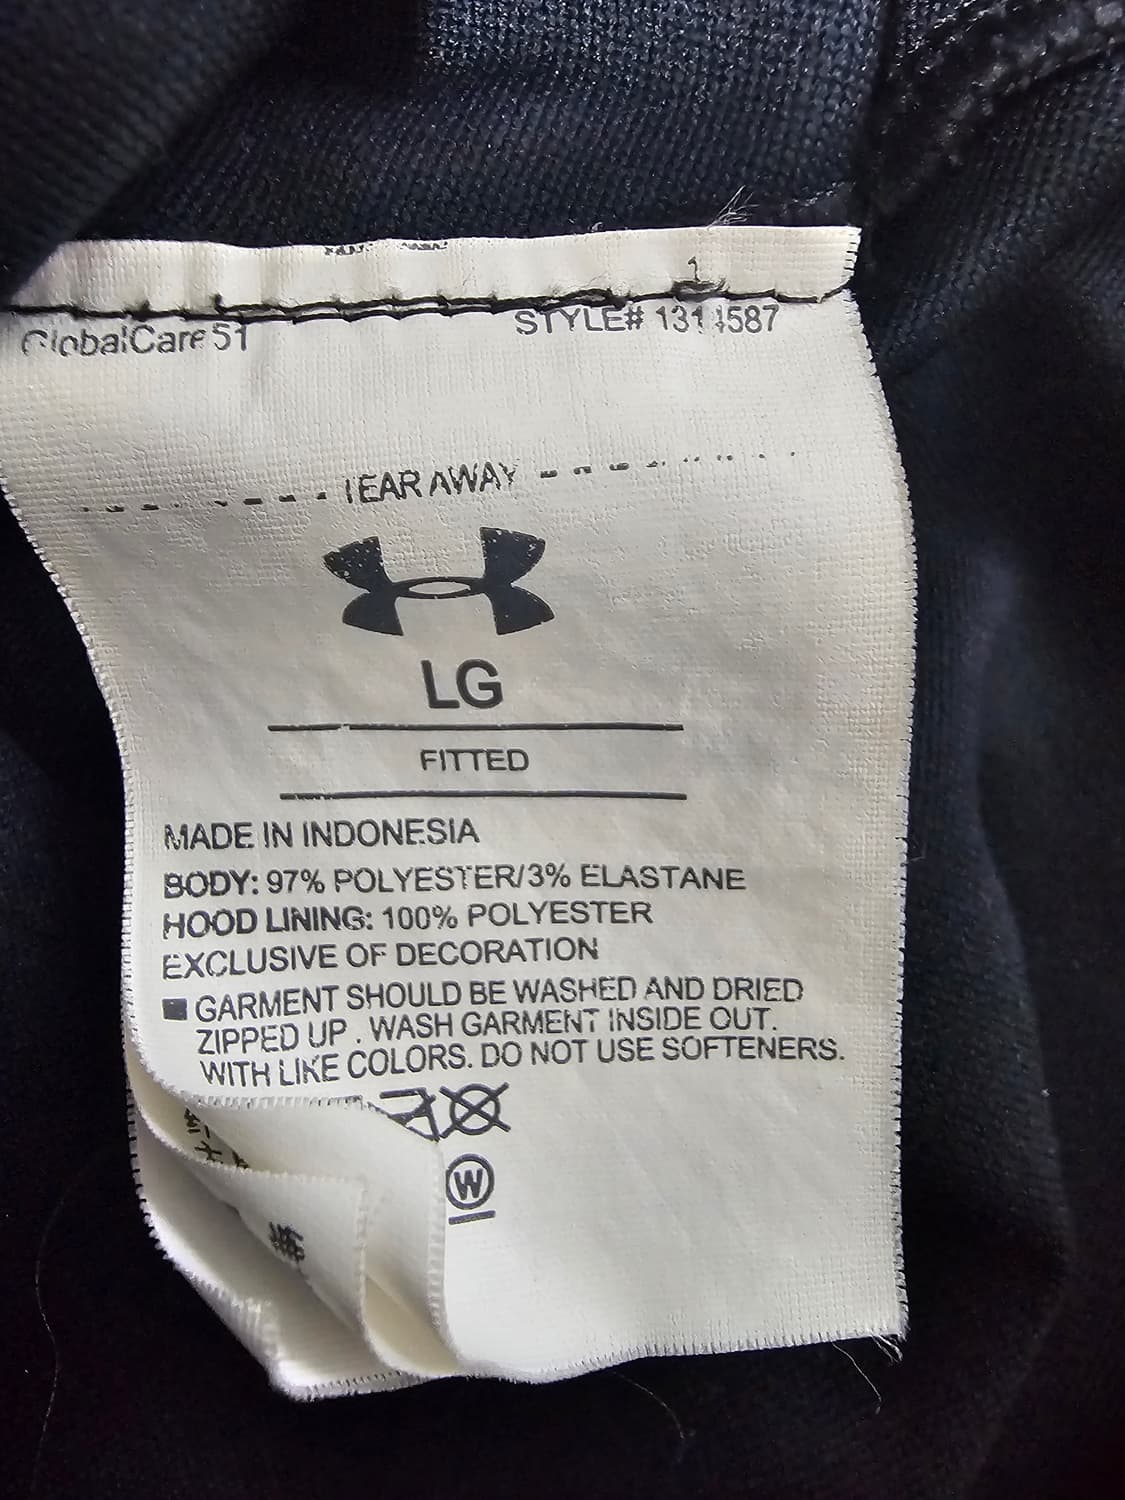 GlobalCare 51 STYLE# 1314587
TEAR AWAY
LG
FITTED
MADE IN INDONESIA
BODY: 97% POLYESTER/3% ELASTANE
HOOD LINING: 100% POLYESTER
EXCLUSIVE OF DECORATION
■ GARMENT SHOULD BE WASHED AND DRIED
ZIPPED UP . WASH GARMENT INSIDE OUT.
WITH LIKE COLORS. DO NOT USE SOFTENERS.
W